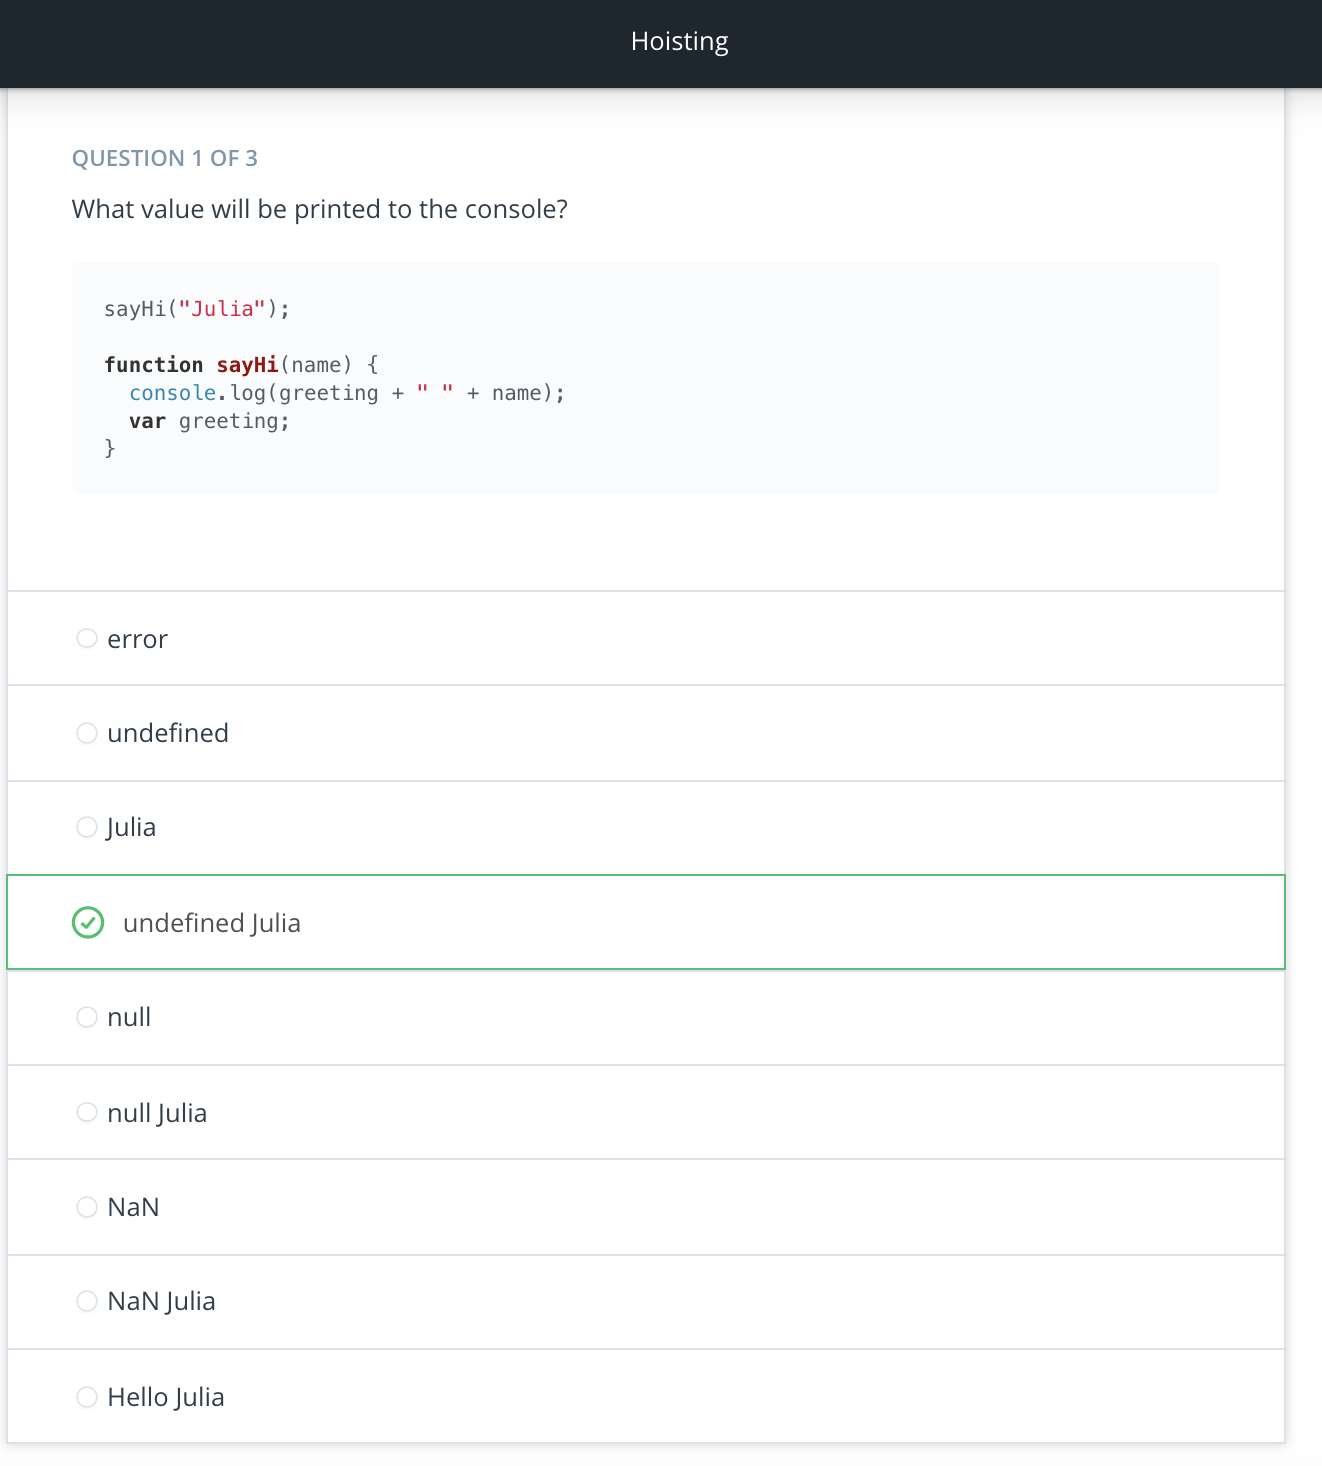 Hoisting
QUESTION 1 OF 3
What value will be printed to the console?
sayHi("Julia");
function sayHi(name) {
  console.log(greeting + " " + name);
  var greeting;
}
error
undefined
Julia
undefined Julia
null
null Julia
NaN
NaN Julia
Hello Julia